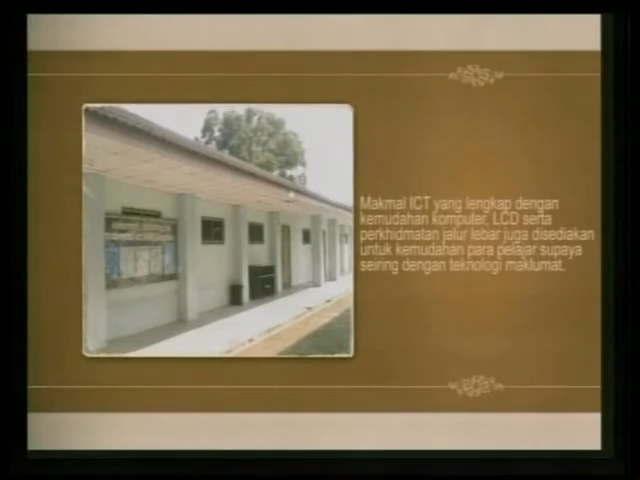 Makmal ICT yang lengkap dengan
kemudahan komputer, LCD serta
perkhidmatan jalur lebar juga disediakan
untuk kemudahan para pelajar supaya
seiring dengan teknologi maklumat.